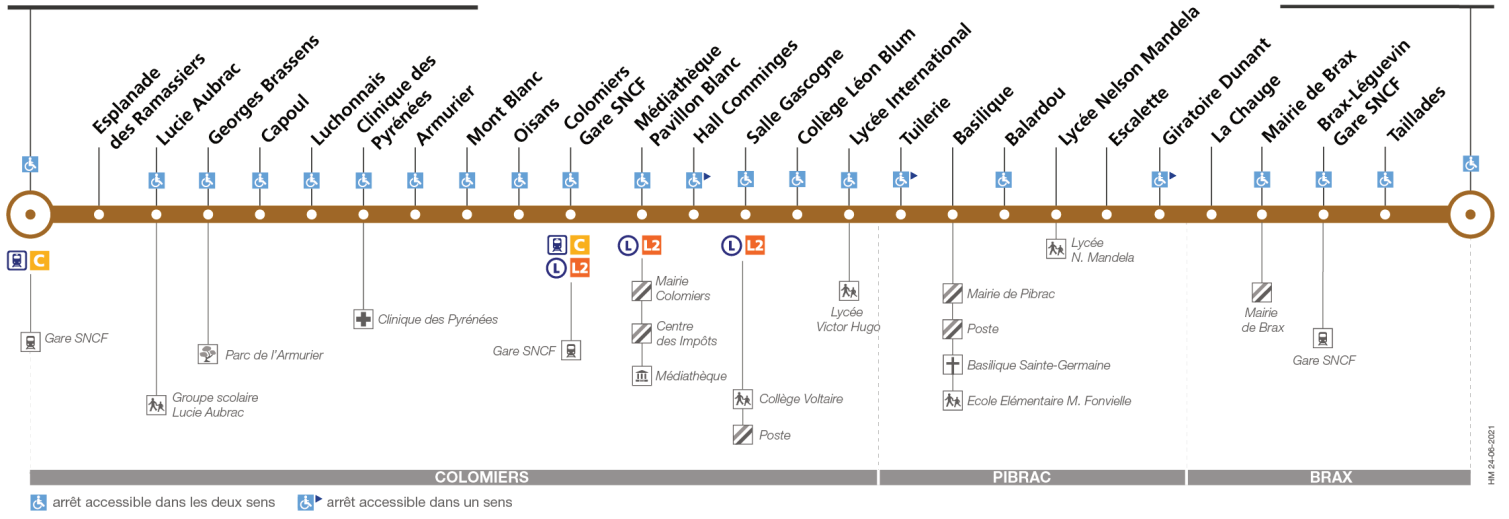 Esplanade
des Ramassiers
Lucie Aubrac
Georges Brassens
Capoul
Luchonnais
Clinique des
Pyrénées
Armurier
Mont Blanc
Oisans
Colomiers
Gare SNCF
Médiathèque
Pavillon Blanc
Hall Comminges
Salle Gascogne
Collège Léon Blum
Lycée International
Tuilerie
Basilique
Balardou
Lycée Nelson Mandela
Escalette
Giratoire Dunant
La Chauge
Mairie de Brax
Brax-Léguevin
Gare SNCF
Taillades
C
Gare SNCF
Groupe scolaire
Lucie Aubrac
Parc de l'Armurier
Clinique des Pyrénées
C
L L2
Gare SNCF
L L2
Mairie
Colomiers
Centre
des Impôts
Médiathèque
L L2
Collège Voltaire
Poste
Lycée
Victor Hugo
Mairie de Pibrac
Poste
Basilique Sainte-Germaine
Ecole Elémentaire M. Fonvielle
Lycée
N. Mandela
Mairie
de Brax
Gare SNCF
COLOMIERS
PIBRAC
BRAX
arrêt accessible dans les deux sens
arrêt accessible dans un sens
HM 24-06-2021